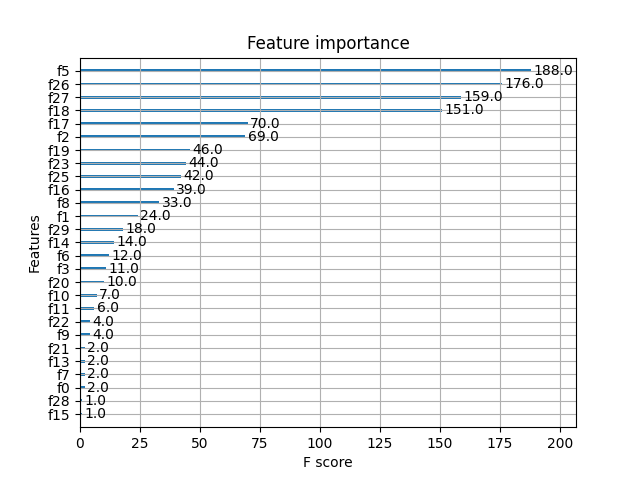 Feature importance
Features
f5 188.0
f26 176.0
f27 159.0
f18 151.0
f17 70.0
f2 69.0
f19 46.0
f23 44.0
f25 42.0
f16 39.0
f8 33.0
f1 24.0
f29 18.0
f14 14.0
f6 12.0
f3 11.0
f20 10.0
f10 7.0
f11 6.0
f22 4.0
f9 4.0
f21 2.0
f13 2.0
f7 2.0
f0 2.0
f28 1.0
f15 1.0
0 25 50 75 100 125 150 175 200
F score